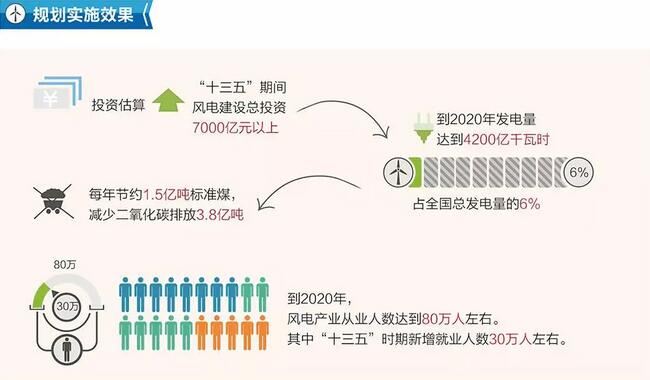 规划实施效果
¥
投资估算
“十三五”期间
风电建设总投资
7000亿元以上
到2020年发电量
达到4200亿千瓦时
6%
占全国总发电量的6%
每年节约1.5亿吨标准煤，
减少二氧化碳排放3.8亿吨
80万
30万
到2020年，
风电产业从业人数达到80万人左右。
其中“十三五”时期新增就业人数30万人左右。